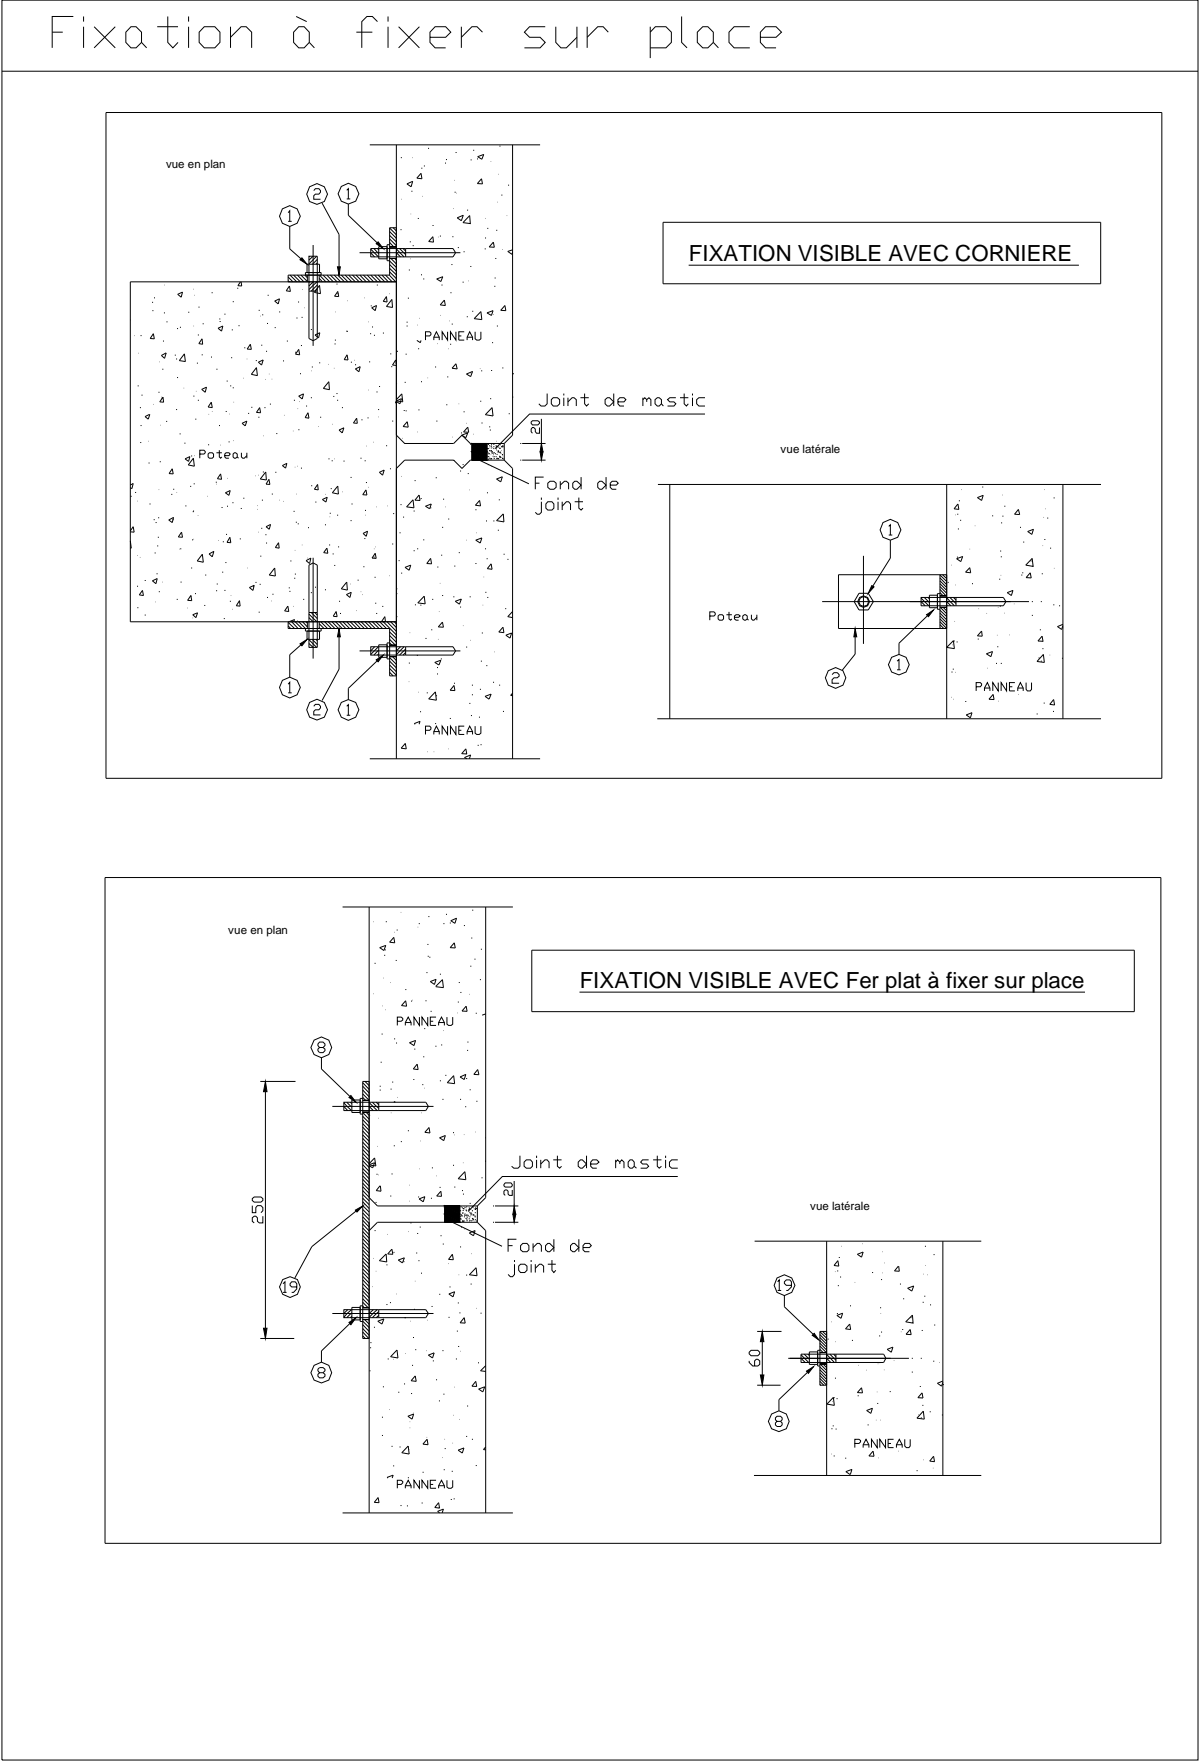 Fixation à fixer sur place
vue en plan
1
2
1
FIXATION VISIBLE AVEC CORNIERE
PANNEAU
Joint de mastic
20
Poteau
Fond de
joint
vue latérale
1
Poteau
1
2
PANNEAU
1
2
1
PANNEAU
vue en plan
FIXATION VISIBLE AVEC Fer plat à fixer sur place
PANNEAU
8
250
Joint de mastic
20
Fond de
joint
19
8
PANNEAU
vue latérale
19
60
8
PANNEAU